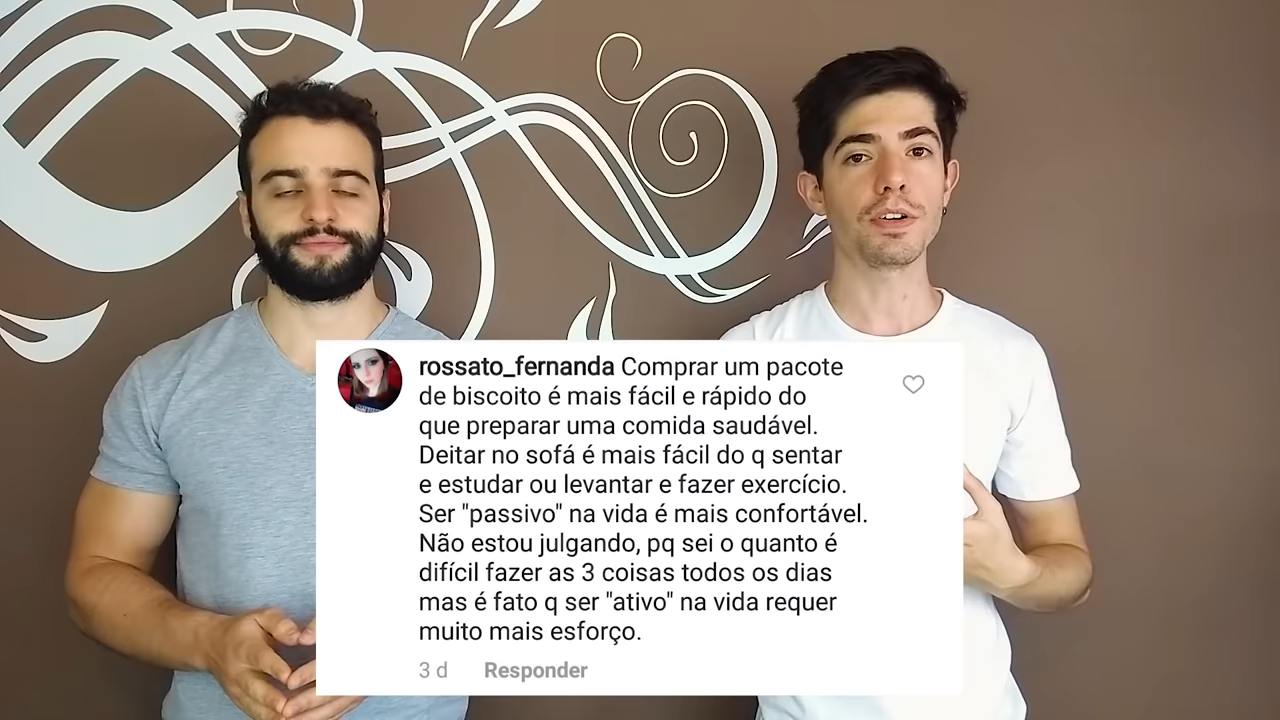 rossato_fernanda Comprar um pacote
de biscoito é mais fácil e rápido do
que preparar uma comida saudável.
Deitar no sofá é mais fácil do q sentar
e estudar ou levantar e fazer exercício.
Ser "passivo" na vida é mais confortável.
Não estou julgando, pq sei o quanto é
difícil fazer as 3 coisas todos os dias
mas é fato q ser "ativo" na vida requer
muito mais esforço.
3 d Responder